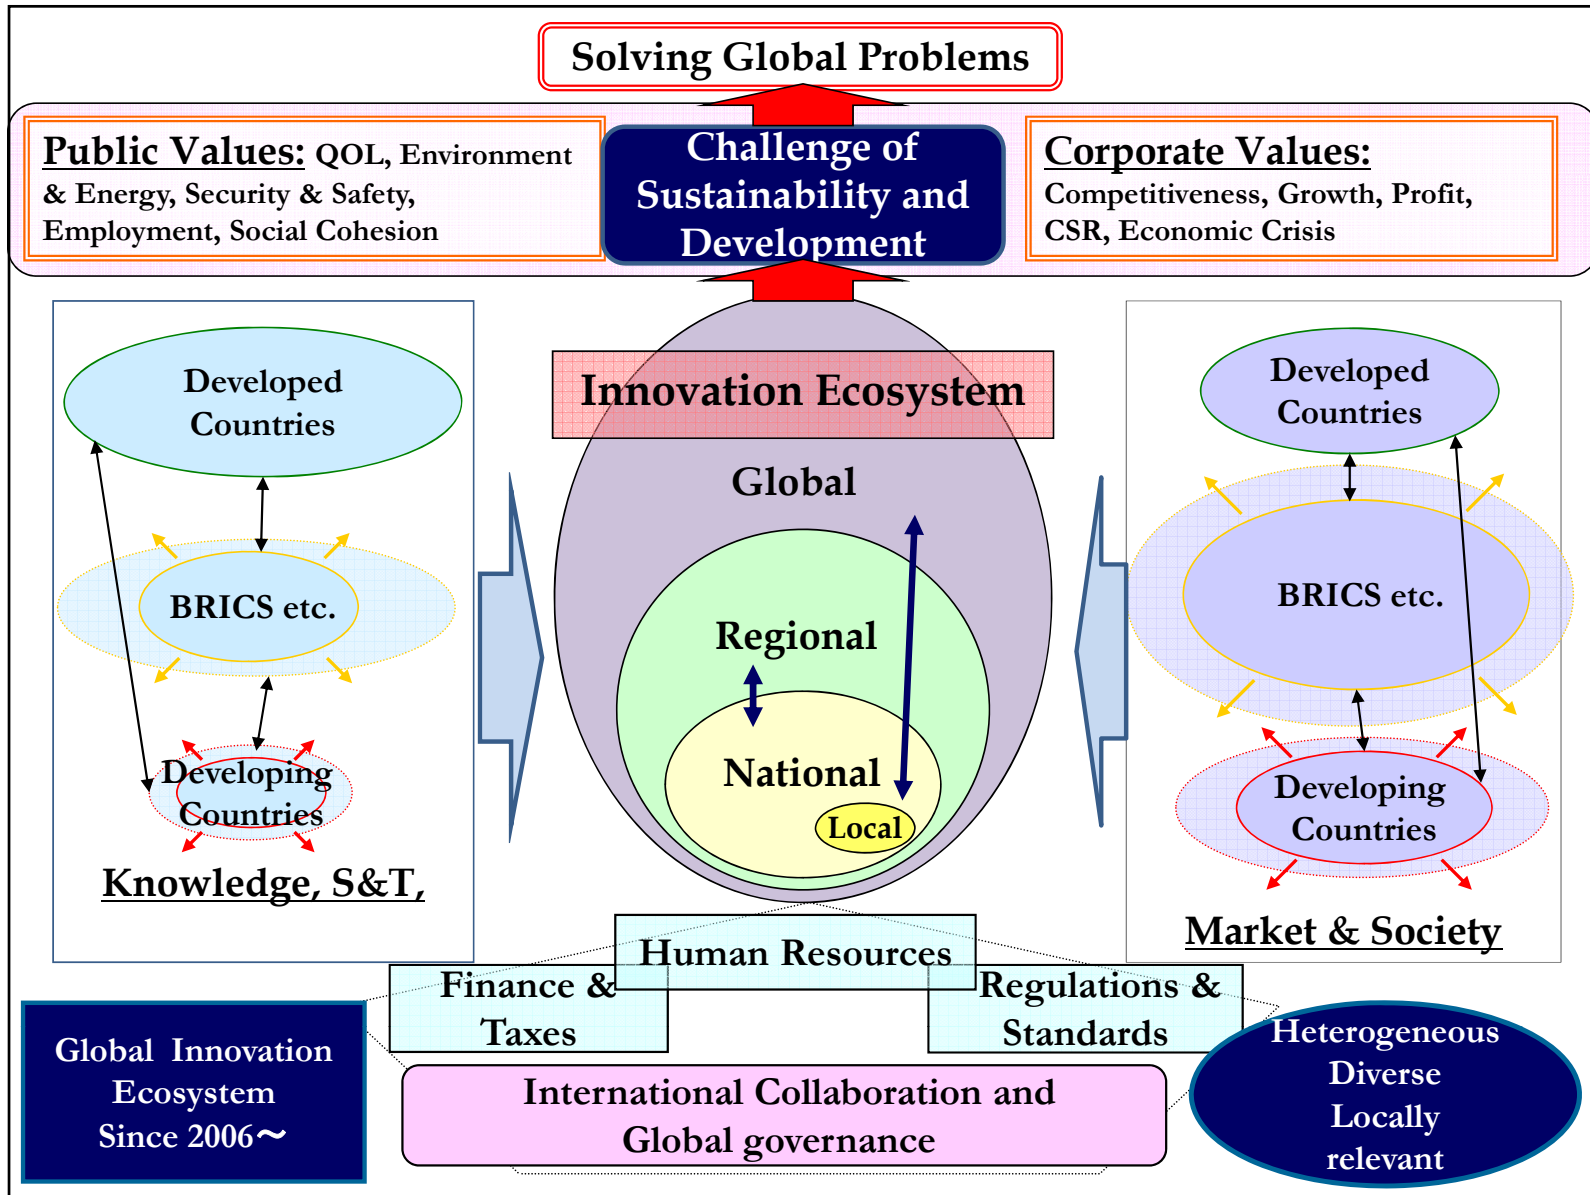 Solving Global Problems
Public Values: QOL, Environment
& Energy, Security & Safety,
Employment, Social Cohesion
Challenge of
Sustainability and
Development
Corporate Values:
Competitiveness, Growth, Profit,
CSR, Economic Crisis
Developed
Countries
BRICS etc.
Developing
Countries
Knowledge, S&T,
Innovation Ecosystem
Global
Regional
National
Local
Developed
Countries
BRICS etc.
Developing
Countries
Market & Society
Human Resources
Finance &
Taxes
Regulations &
Standards
Global Innovation
Ecosystem
Since 2006～
International Collaboration and
Global governance
Heterogeneous
Diverse
Locally
relevant